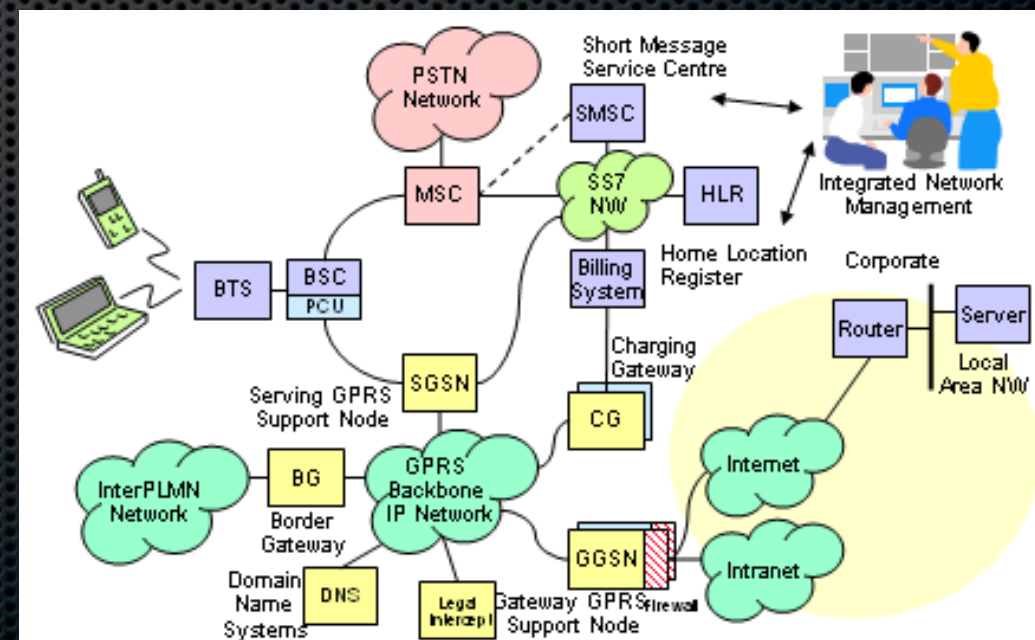 Short Message
Service Centre
PSTN
Network
SMSC
MSC
SS7
NW
HLR
Integrated Network
Management
BTS
BSC
PCU
Billing
System
Home Location
Register
Corporate
Router
Server
Local
Area NW
Charging
Gateway
SGSN
Serving GPRS
Support Node
CG
Internet
InterPLMN
Network
BG
Border
Gateway
GPRS
Backbone
IP Network
GGSN
Firewall
Intranet
Domain
Name
Systems
DNS
Legal
Intercept
Gateway GPRS
Support Node